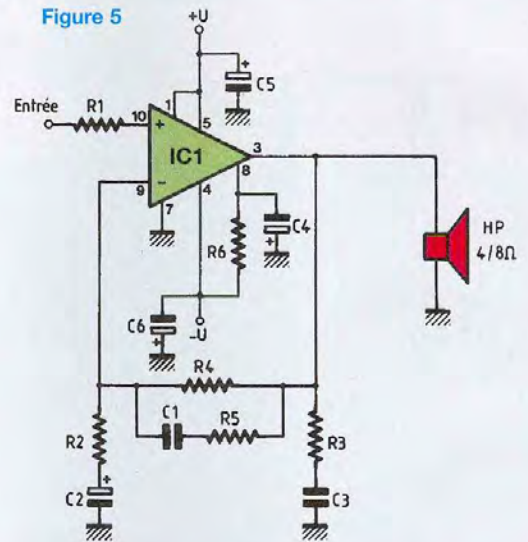 Figure 5
+U
+
C5
Entrée
R1
1
10
+
5
IC1
3
8
9
-
4
7
R6
C4
+
HP
4/8Ω
C6
+
-U
R4
C1
R5
R2
R3
+
C2
C3